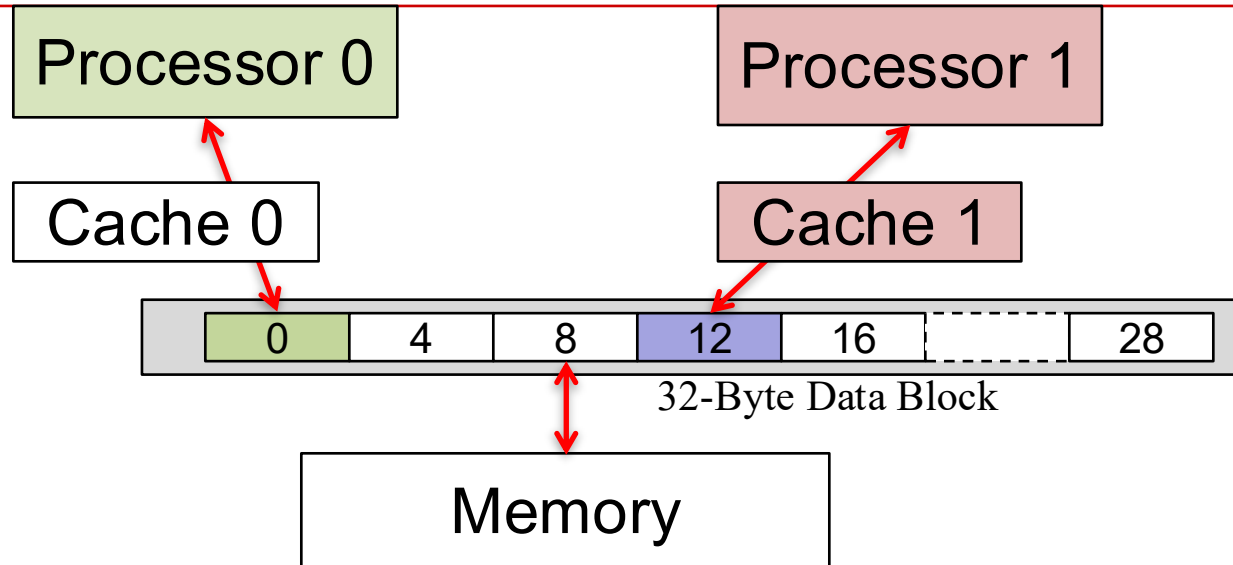 Processor 0
Processor 1
Cache 0
Cache 1
0 4 8 12 16 28
32-Byte Data Block
Memory